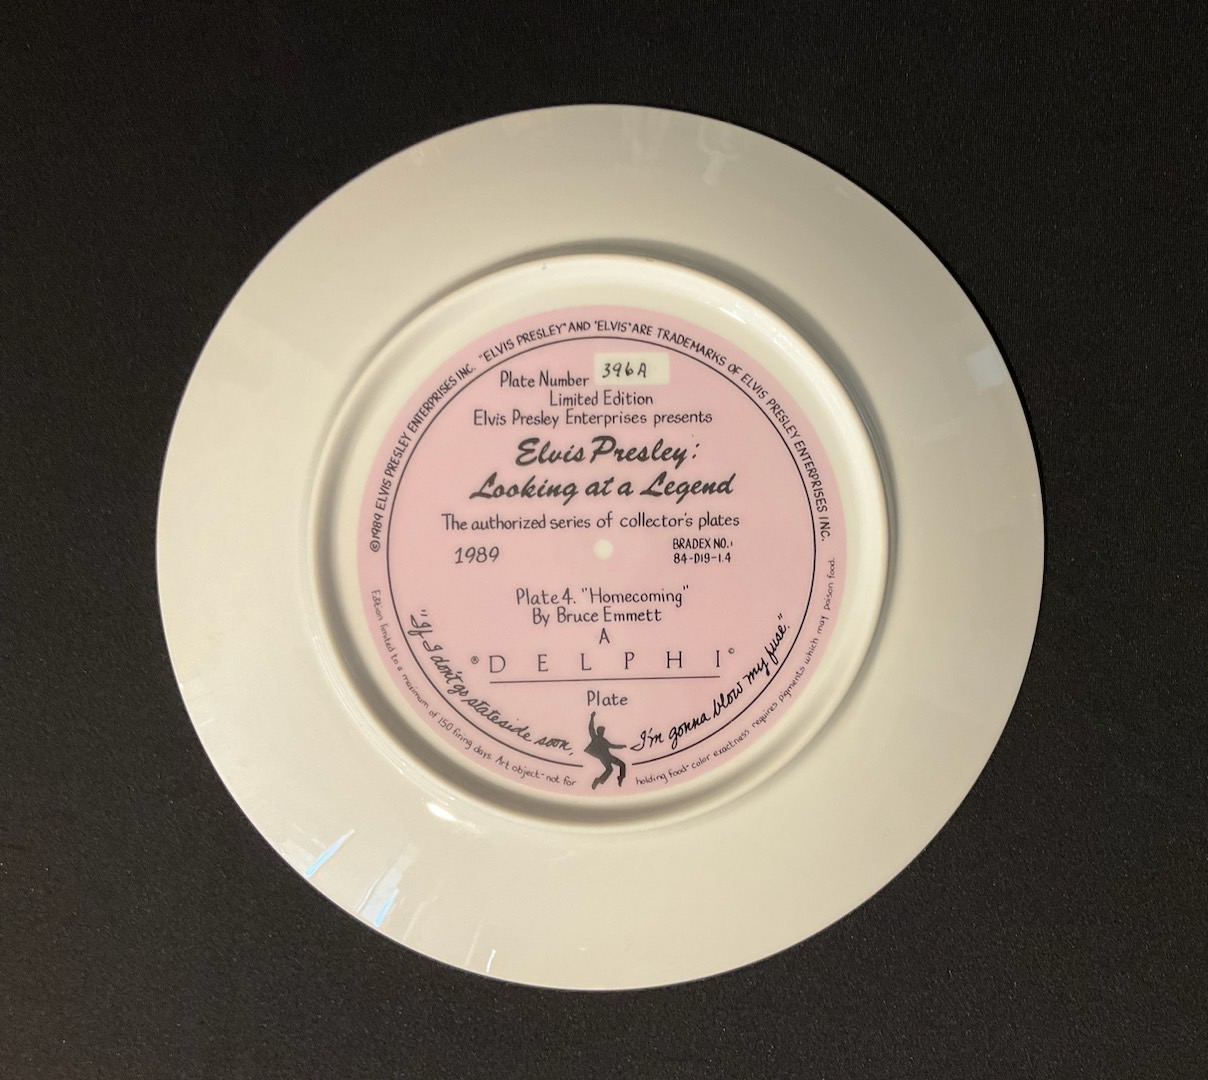 ©1989 ELVIS PRESLEY ENTERPRISES INC. "ELVIS PRESLEY" AND "ELVIS" ARE TRADEMARKS OF ELVIS PRESLEY ENTERPRISES INC.
Plate Number 396A
Limited Edition
Elvis Presley Enterprises presents
Elvis Presley:
Looking at a Legend
The authorized series of collector's plates
1989
BRADEX NO.:
84-D19-1.4
Plate 4. "Homecoming"
By Bruce Emmett
A
® DELPHI ©
Plate
"If I don't go stateside soon, I'm gonna blow my fuse."
Edition limited to a maximum of 150 firing days. Art object-not for holding food-color exactness requires pigments which may poison food.